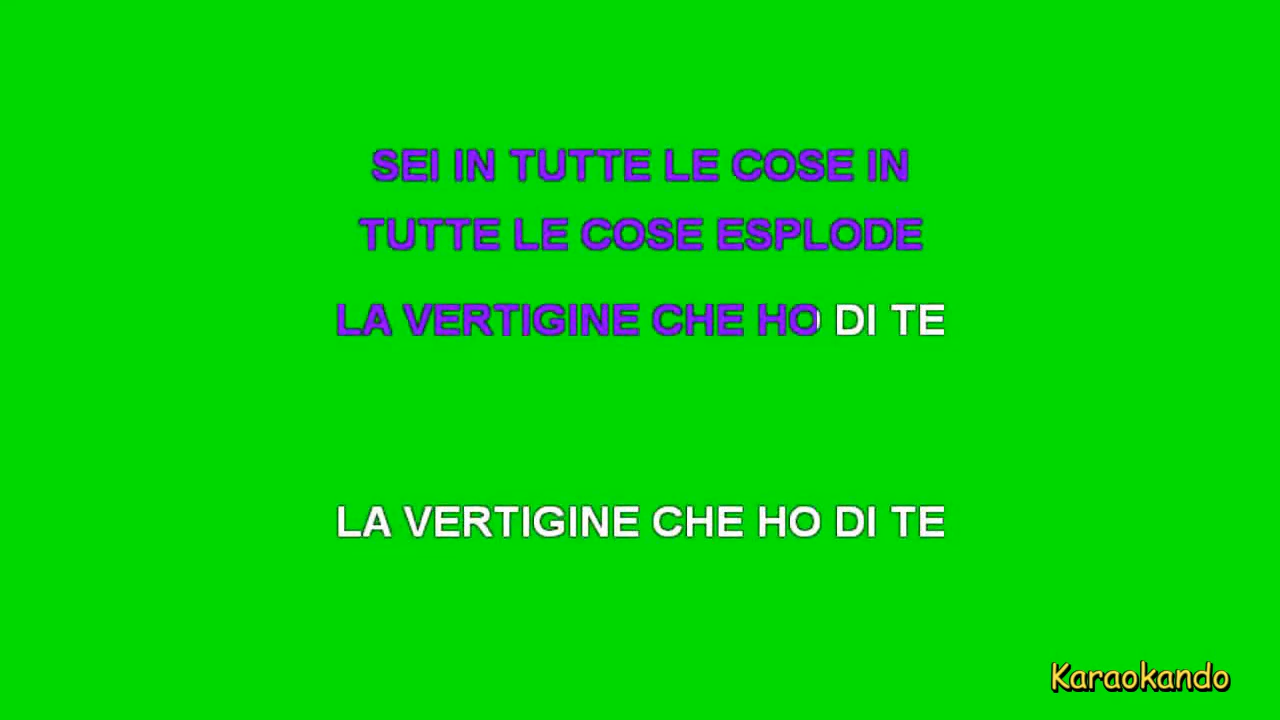 SEI IN TUTTE LE COSE IN
TUTTE LE COSE ESPLODE
LA VERTIGINE CHE HO DI TE
LA VERTIGINE CHE HO DI TE
Karaokando